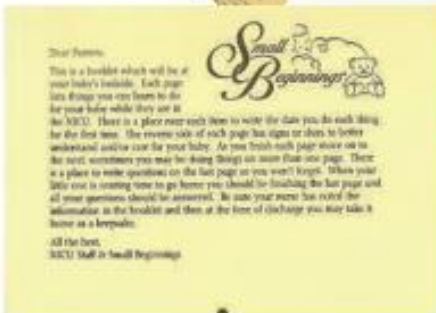 Small
Beginnings
Dear Parents,
This is a booklet which will be at
your baby's bedside. Each page
lists things you can learn to do
for your baby while they are in
the NICU. There is a place near each item to write the date you do each thing
for the first time. The reverse side of each page has signs or ideas to better
understand and/or care for your baby. As you finish each page move on to
the next, sometimes you may be doing things on more than one page. There
is a place to write questions on the last page so you won't forget. When your
little one is nearing time to go home you should be finishing the last page and
all your questions should be answered. Be sure your nurse has noted the
information in the booklet and then at the time of discharge you may take it
home as a keepsake.
All the best,
NICU Staff & Small Beginnings